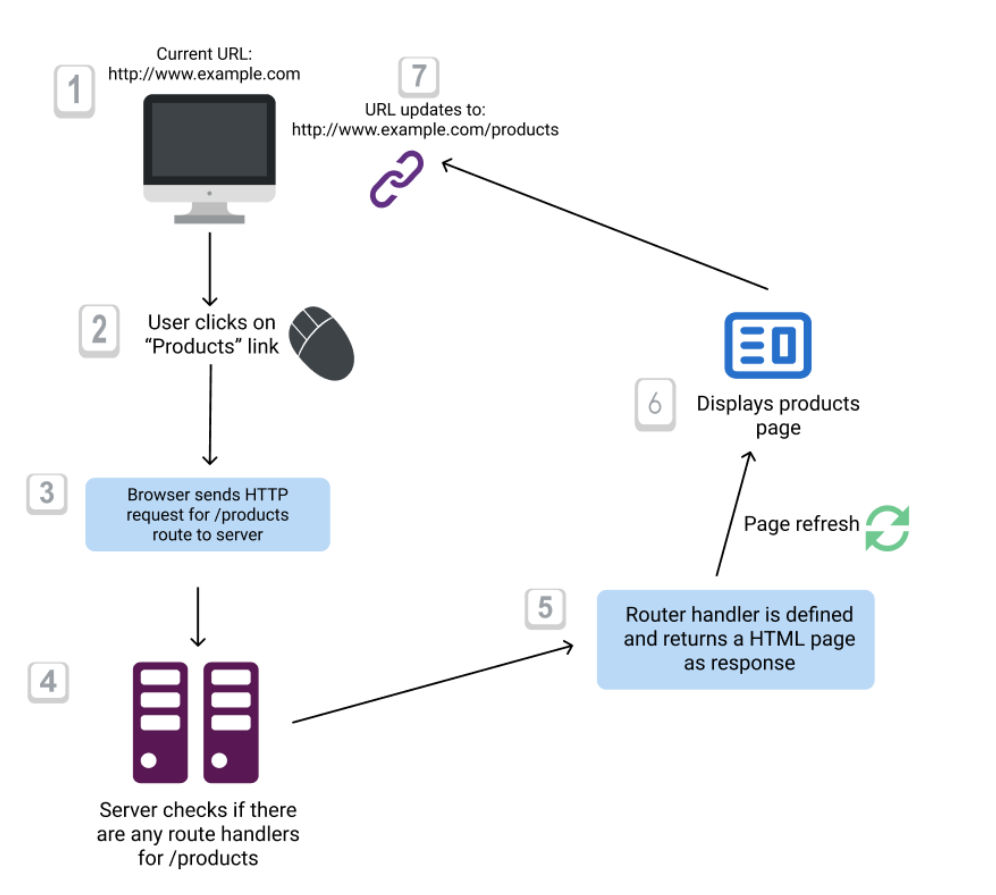 1
Current URL:
http://www.example.com
7
URL updates to:
http://www.example.com/products
2
User clicks on
“Products” link
3
Browser sends HTTP
request for /products
route to server
4
Server checks if there
are any route handlers
for /products
5
Router handler is defined
and returns a HTML page
as response
Page refresh
6
Displays products
page